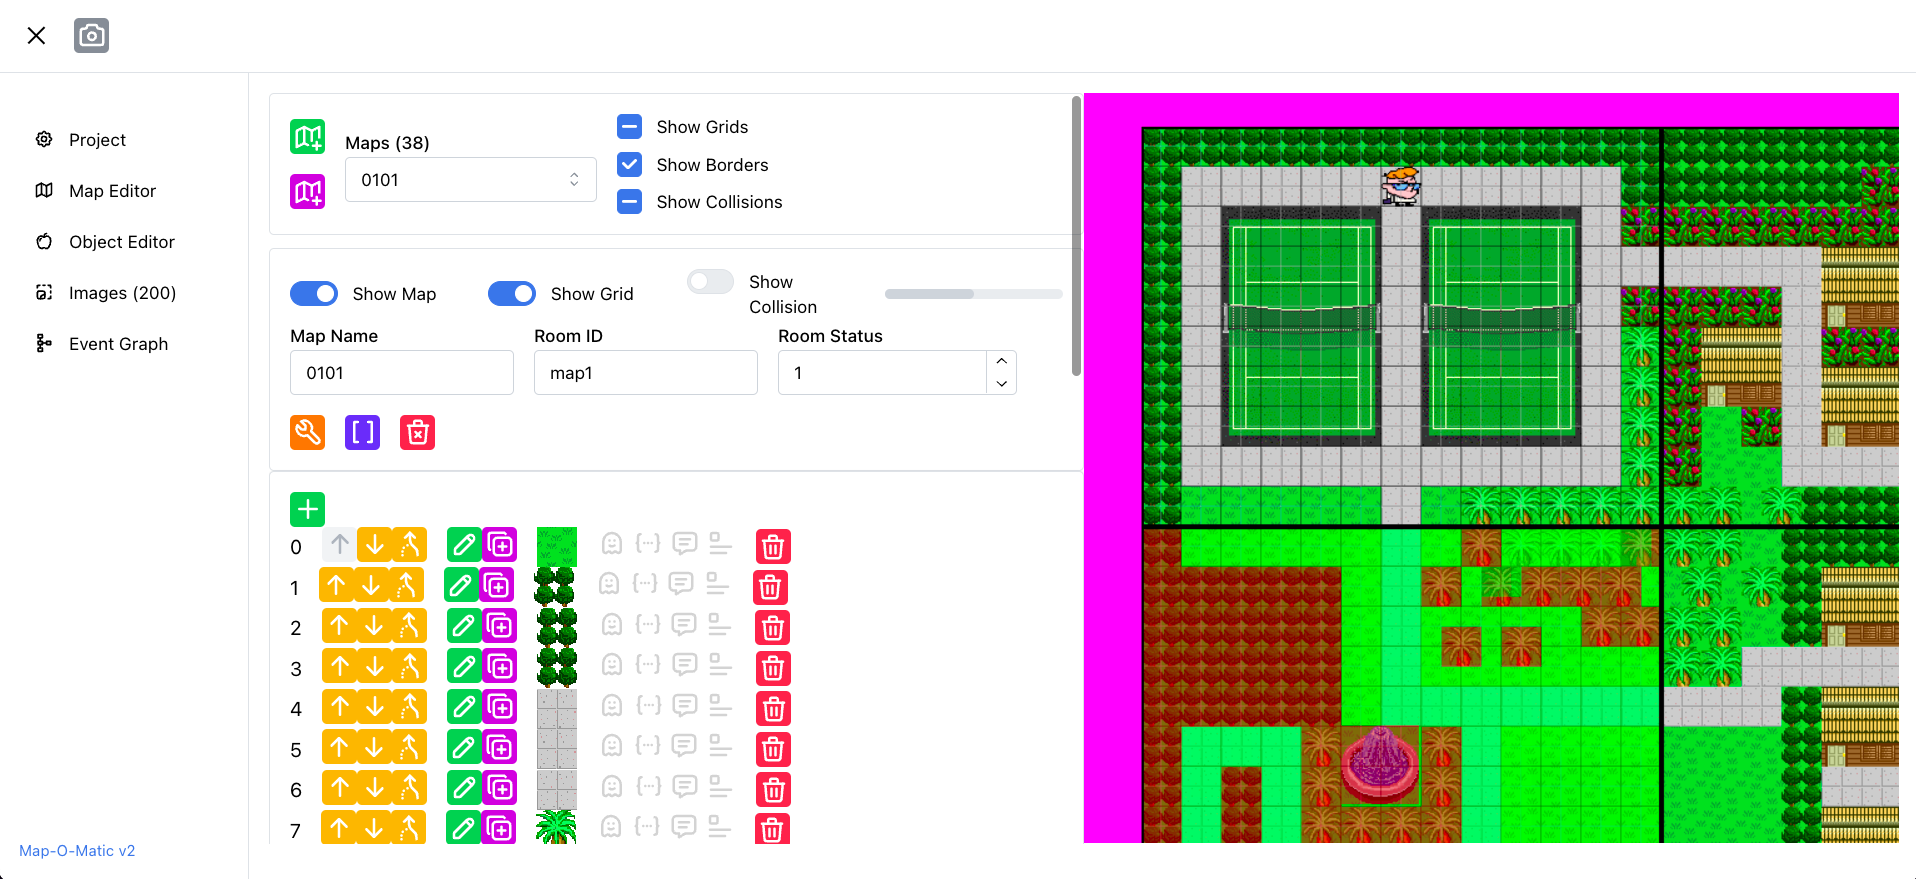 Project
Map Editor
Object Editor
Images (200)
Event Graph
Map-O-Matic v2
Maps (38)
0101
Show Grids
Show Borders
Show Collisions
Show Map
Show Grid
Show
Collision
Map Name
Room ID
Room Status
0101
map1
1
0
1
2
3
4
5
6
7